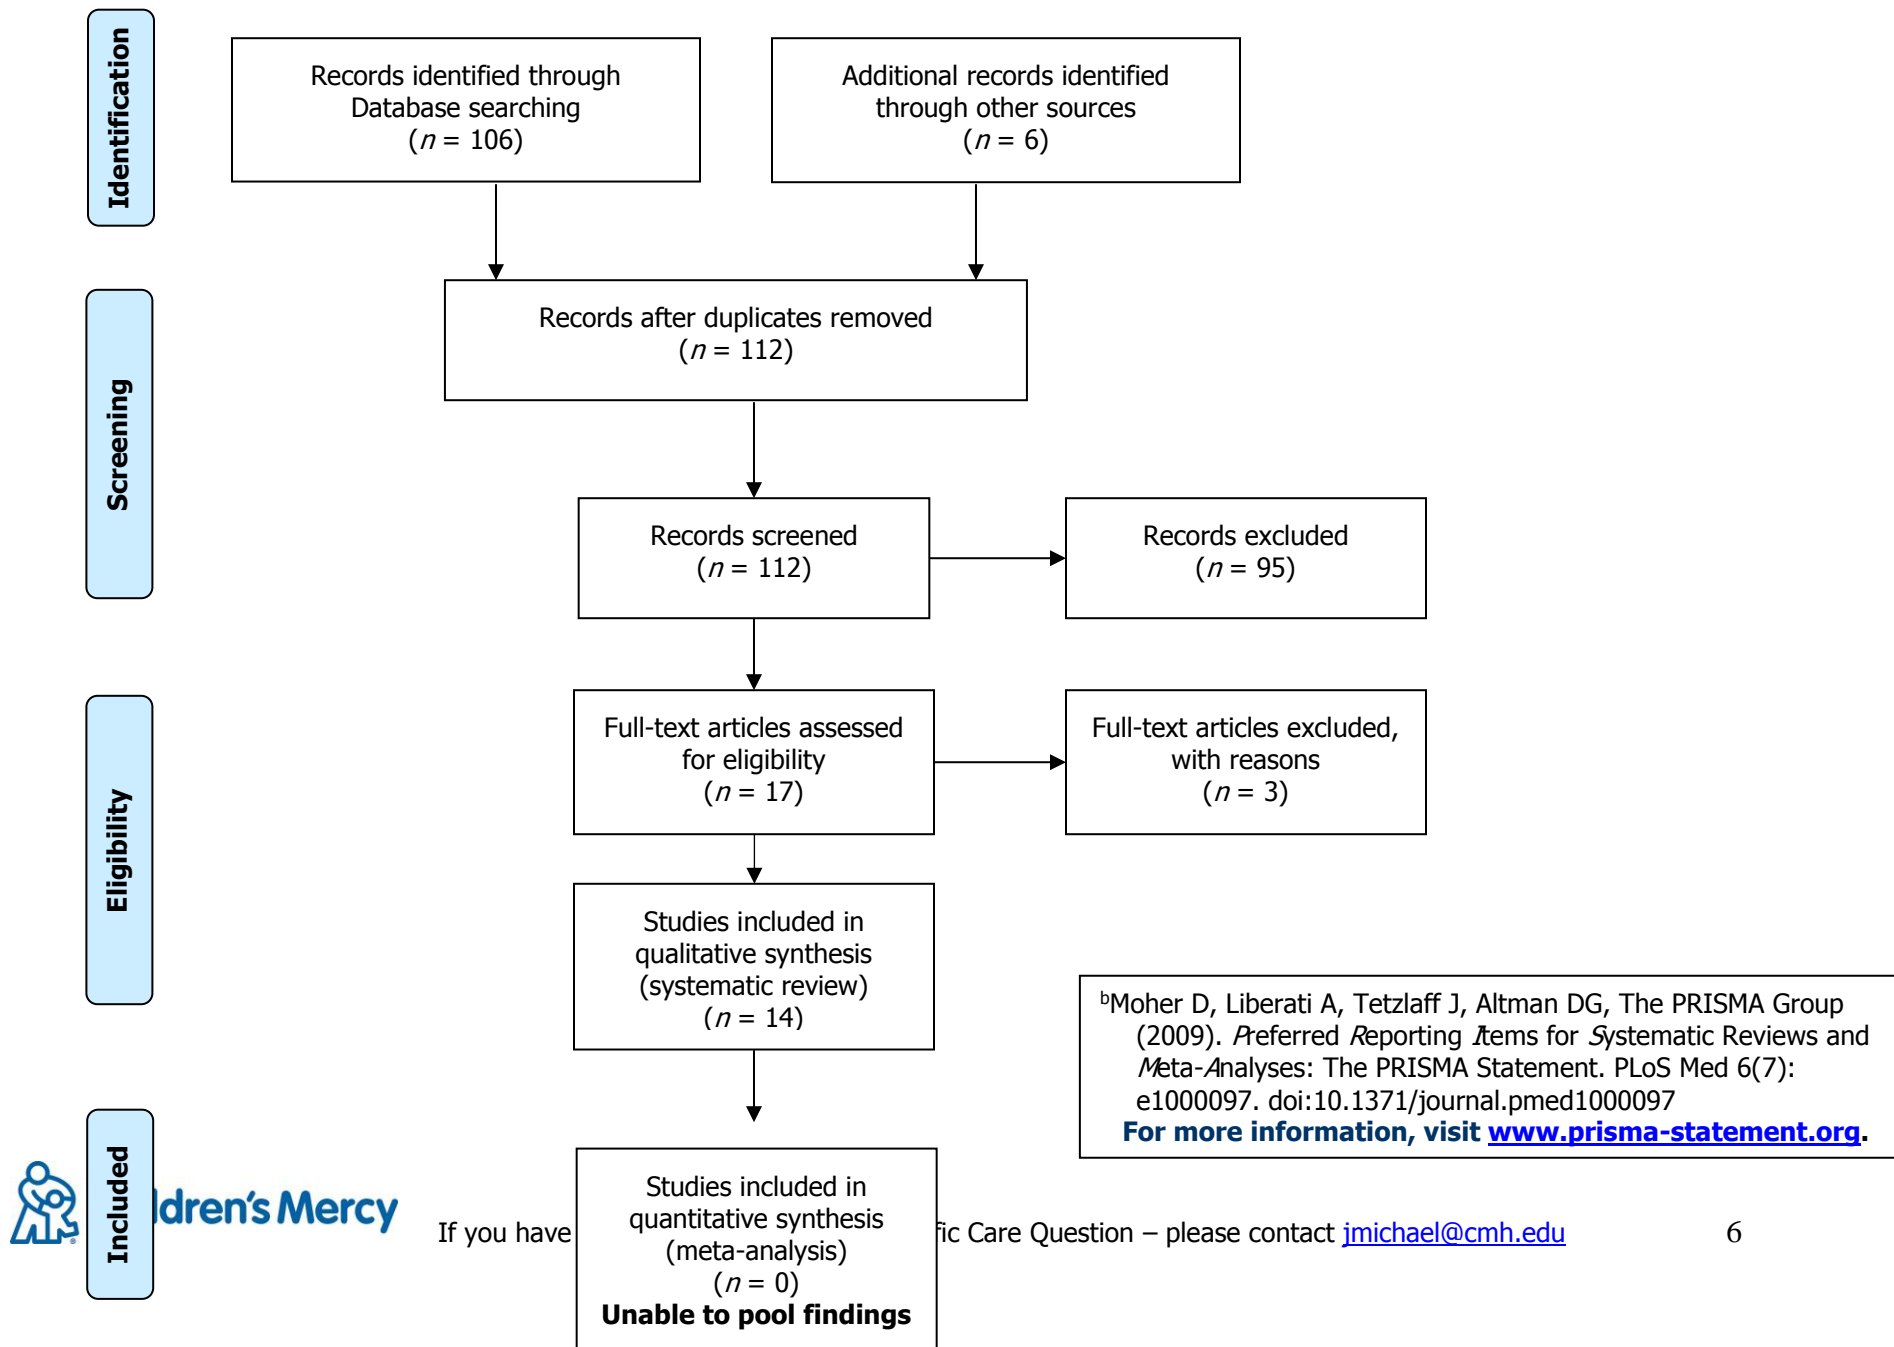 Identification
Records identified through
Database searching
(n = 106)
Additional records identified
through other sources
(n = 6)
Screening
Records after duplicates removed
(n = 112)
Records screened
(n = 112)
Records excluded
(n = 95)
Eligibility
Full-text articles assessed
for eligibility
(n = 17)
Full-text articles excluded,
with reasons
(n = 3)
Studies included in
qualitative synthesis
(systematic review)
(n = 14)
ᵇMoher D, Liberati A, Tetzlaff J, Altman DG, The PRISMA Group
(2009). Preferred Reporting Items for Systematic Reviews and
Meta-Analyses: The PRISMA Statement. PLoS Med 6(7):
e1000097. doi:10.1371/journal.pmed1000097
For more information, visit www.prisma-statement.org.
Included
Studies included in
quantitative synthesis
(meta-analysis)
(n = 0)
Unable to pool findings
dren's Mercy
If you have
fic Care Question – please contact jmichael@cmh.edu
6